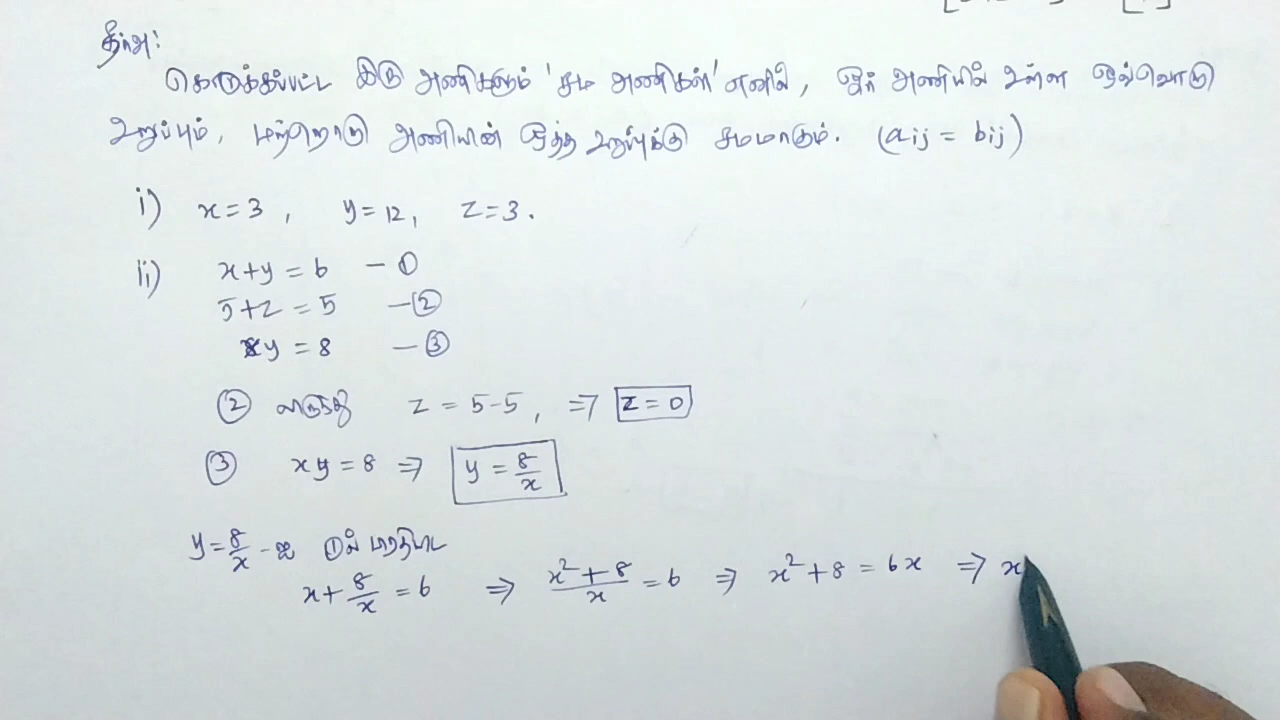 தீர்வு:
கொடுக்கப்பட்ட இரு அணிகளும் 'சம அணிகள்' எனில், ஓர் அணியில் உள்ள ஒவ்வொரு
உறுப்பும், மற்றொரு அணியின் ஒத்த உறுப்புக்கு சமமாகும். (aij = bij)
i) x = 3 , y = 12, z = 3.
ii) x + y = 6 — ①
5 + z = 5 — ②
xy = 8 — ③
② லருந்து z = 5 - 5 , ⇒ z = 0
③ xy = 8 ⇒ y = 8/x
y = 8/x - ஐ ①ல் பிரதியிட
x + 8/x = 6 ⇒ (x² + 8)/x = 6 ⇒ x² + 8 = 6x ⇒ x